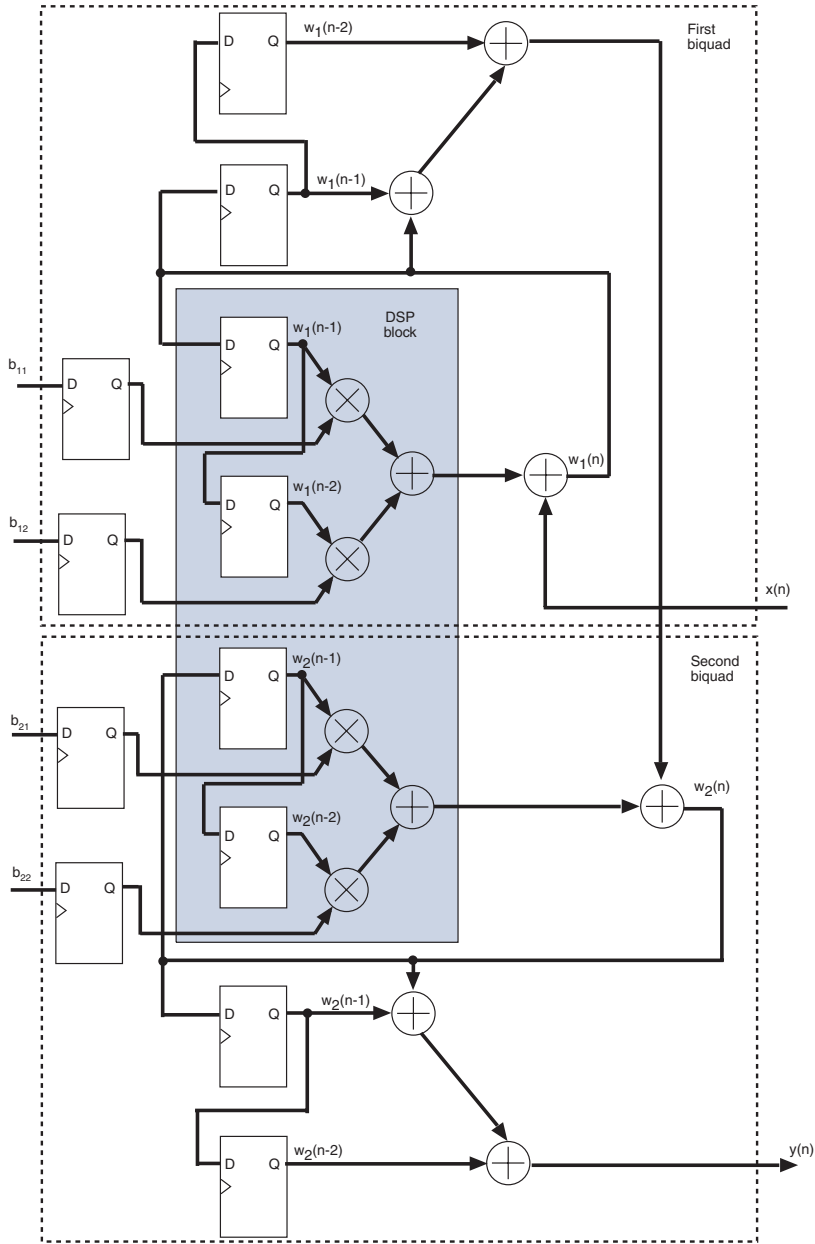 First
biquad
D Q w1(n-2)
D Q w1(n-1)
DSP
block
D Q w1(n-1)
b11 D Q
w1(n)
D Q w1(n-2)
b12 D Q
x(n)
Second
biquad
D Q w2(n-1)
b21 D Q
w2(n)
D Q w2(n-2)
b22 D Q
D Q w2(n-1)
D Q w2(n-2)
y(n)